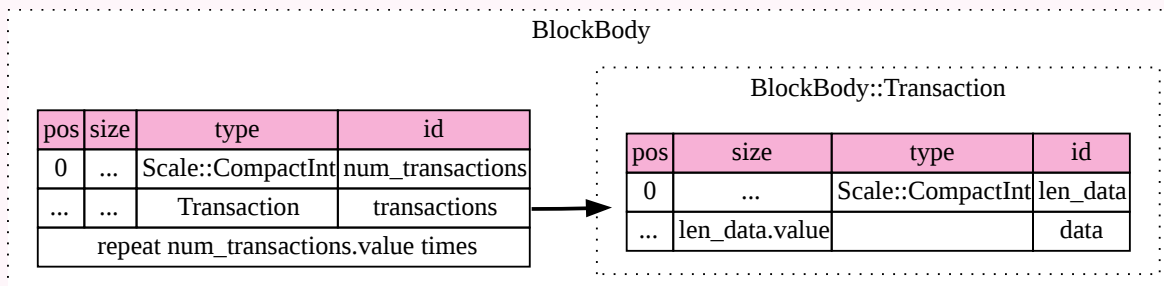 BlockBody
BlockBody::Transaction
pos size type id
0 ... Scale::CompactInt num_transactions
... ... Transaction transactions
repeat num_transactions.value times
pos size type id
0 ... Scale::CompactInt len_data
... len_data.value data